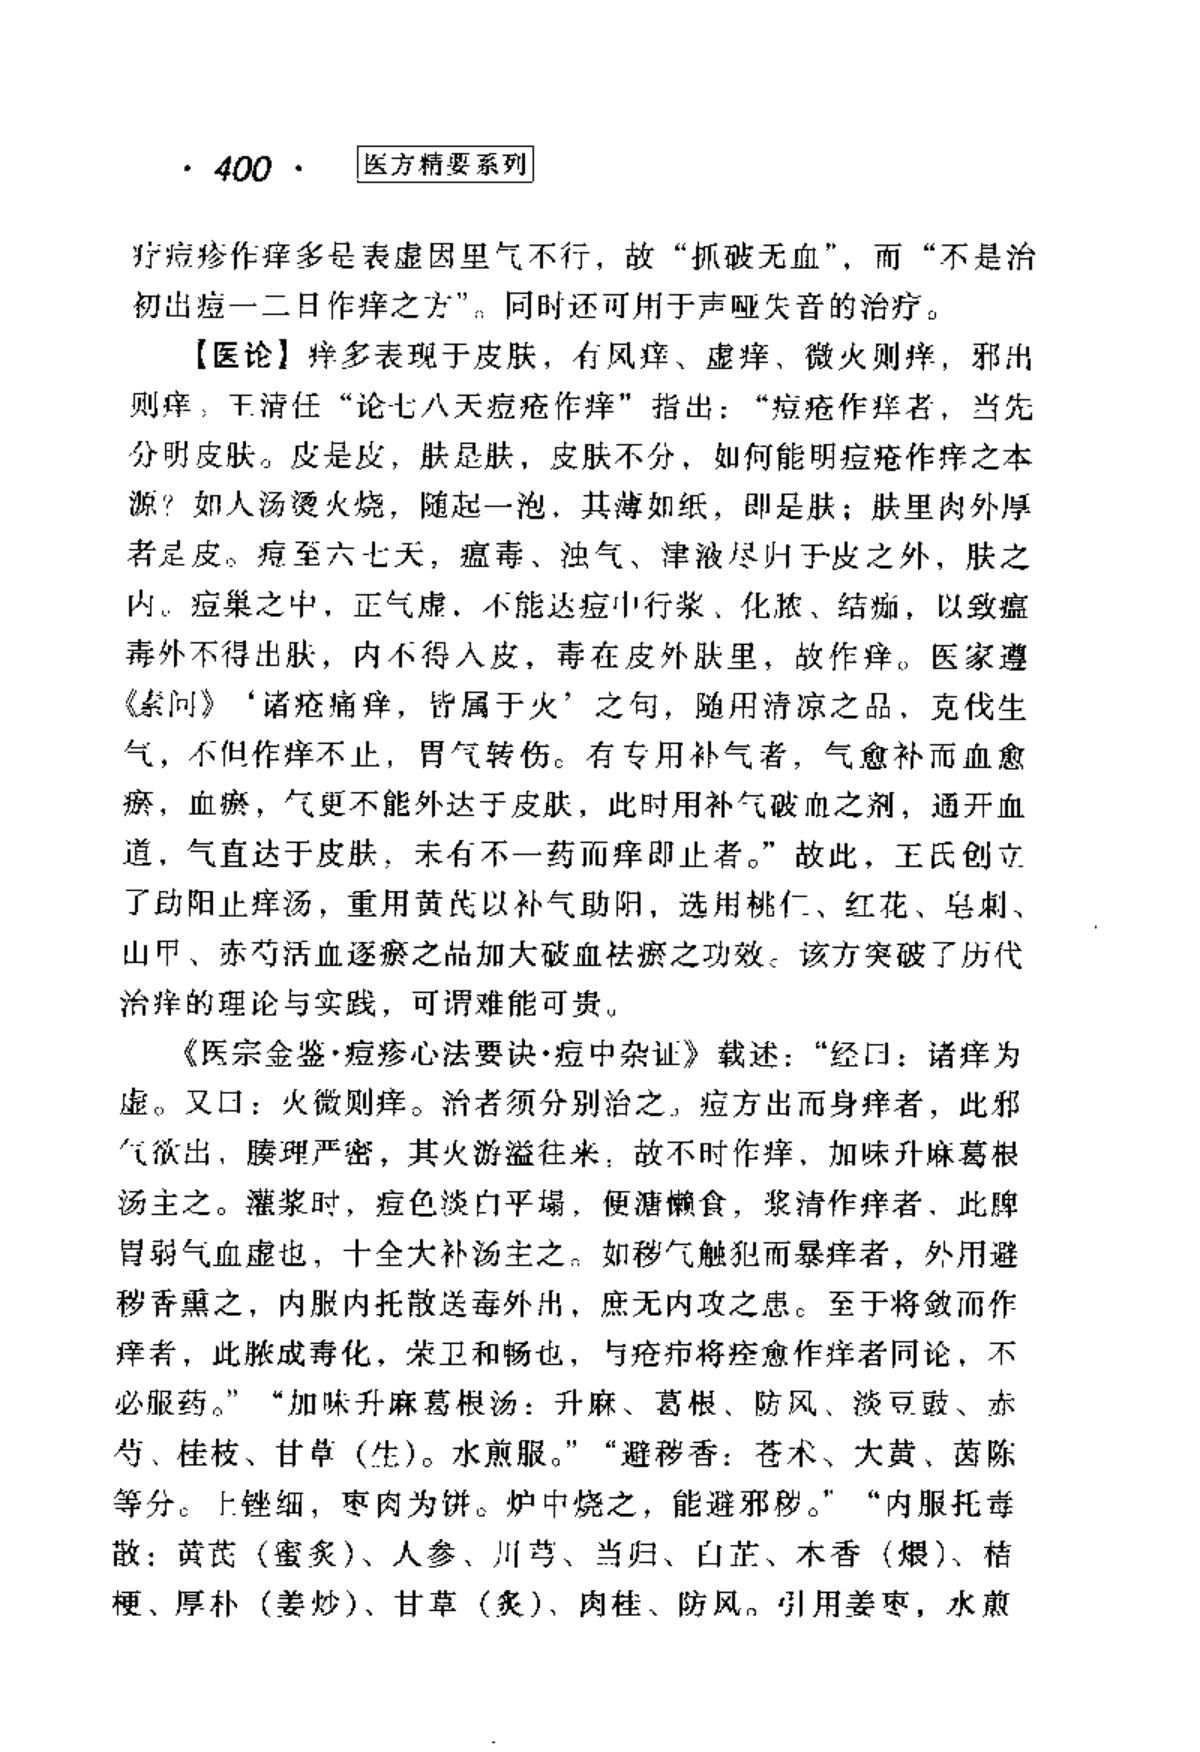 · 400 · 医方精要系列
疗痘疹作痒多是表虚因里气不行，故“抓破无血”，而“不是治
初出痘一二日作痒之方”。同时还可用于声哑失音的治疗。
【医论】痒多表现于皮肤，有风痒、虚痒、微火则痒，邪出
则痒。王清任“论七八天痘疮作痒”指出：“痘疮作痒者，当先
分明皮肤。皮是皮，肤是肤，皮肤不分，如何能明痘疮作痒之本
源？如人汤烫火烧，随起一泡，其薄如纸，即是肤；肤里肉外厚
者是皮。痘至六七天，瘟毒、浊气、津液尽归于皮之外，肤之
内。痘巢之中，正气虚，不能达痘中行浆、化脓、结痂，以致瘟
毒外不得出肤，内不得入皮，毒在皮外肤里，故作痒。医家遵
《素问》‘诸疮痛痒，皆属于火’之句，随用清凉之品，克伐生
气，不但作痒不止，胃气转伤。有专用补气者，气愈补而血愈
瘀，血瘀，气更不能外达于皮肤，此时用补气破血之剂，通开血
道，气直达于皮肤，未有不一药而痒即止者。”故此，王氏创立
了助阳止痒汤，重用黄芪以补气助阳，选用桃仁、红花、皂刺、
山甲、赤芍活血逐瘀之品加大破血祛瘀之功效。该方突破了历代
治痒的理论与实践，可谓难能可贵。
《医宗金鉴·痘疹心法要诀·痘中杂证》载述：“经曰：诸痒为
虚。又曰：火微则痒。治者须分别治之。痘方出而身痒者，此邪
气欲出，腠理严密，其火游溢往来，故不时作痒，加味升麻葛根
汤主之。灌浆时，痘色淡白平塌，便溏懒食，浆清作痒者，此脾
胃弱气血虚也，十全大补汤主之。如秽气触犯而暴痒者，外用避
秽香熏之，内服内托散送毒外出，庶无内攻之患。至于将敛而作
痒者，此脓成毒化，荣卫和畅也，与疮疖将痊愈作痒者同论，不
必服药。”“加味升麻葛根汤：升麻、葛根、防风、淡豆豉、赤
芍、桂枝、甘草（生）。水煎服。”“避秽香：苍术、大黄、茵陈
等分。上锉细，枣肉为饼。炉中烧之，能避邪秽。”“内服托毒
散：黄芪（蜜炙）、人参、川芎、当归、白芷、木香（煨）、桔
梗、厚朴（姜炒）、甘草（炙）、肉桂、防风。引用姜枣，水煎